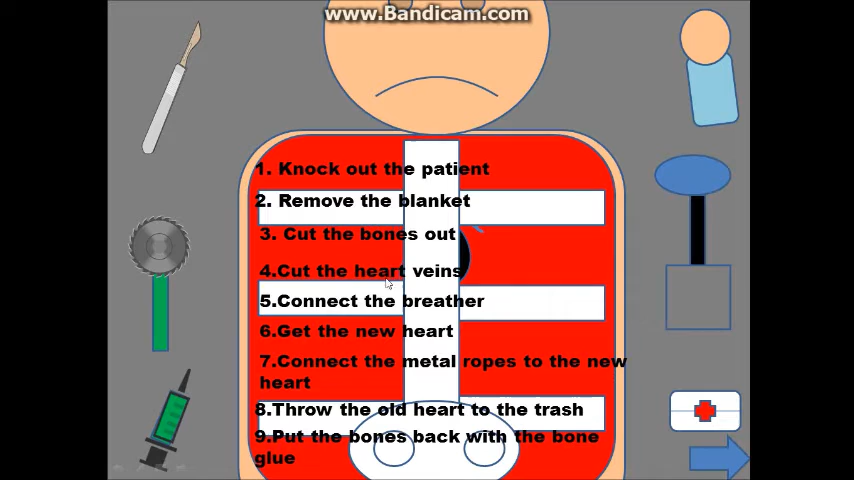 www.Bandicam.com
1. Knock out the patient
2. Remove the blanket
3. Cut the bones out
4.Cut the heart veins
5.Connect the breather
6.Get the new heart
7.Connect the metal ropes to the new
heart
8.Throw the old heart to the trash
9.Put the bones back with the bone
glue